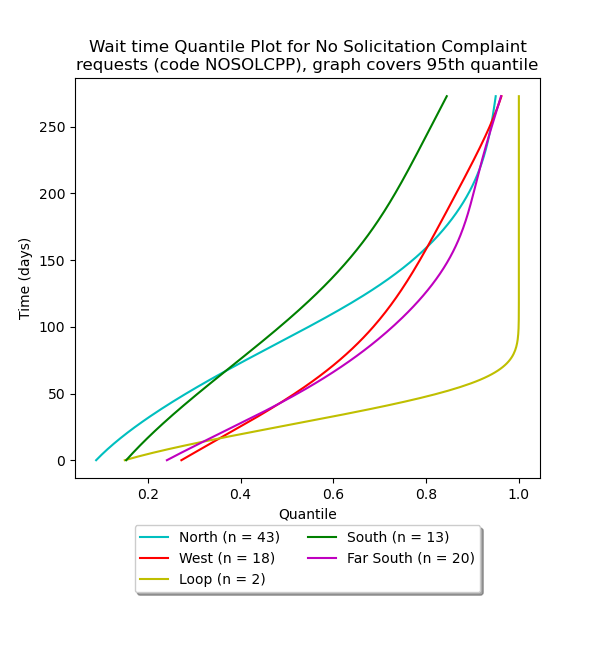 Wait time Quantile Plot for No Solicitation Complaint
requests (code NOSOLCPP), graph covers 95th quantile
Time (days)
250
200
150
100
50
0
0.2 0.4 0.6 0.8 1.0
Quantile
North (n = 43)
West (n = 18)
Loop (n = 2)
South (n = 13)
Far South (n = 20)